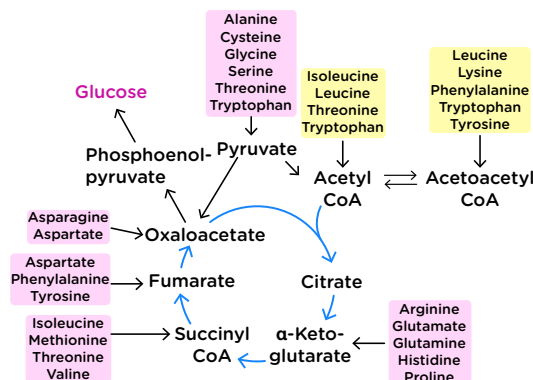 Alanine
Cysteine
Glycine
Serine
Threonine
Tryptophan
Isoleucine
Leucine
Threonine
Tryptophan
Leucine
Lysine
Phenylalanine
Tryptophan
Tyrosine
Glucose
Phosphoenol-
pyruvate
Pyruvate
Acetyl
CoA
Acetoacetyl
CoA
Asparagine
Aspartate
Oxaloacetate
Aspartate
Phenylalanine
Tyrosine
Fumarate
Citrate
Isoleucine
Methionine
Threonine
Valine
Succinyl
CoA
α-Keto-
glutarate
Arginine
Glutamate
Glutamine
Histidine
Proline